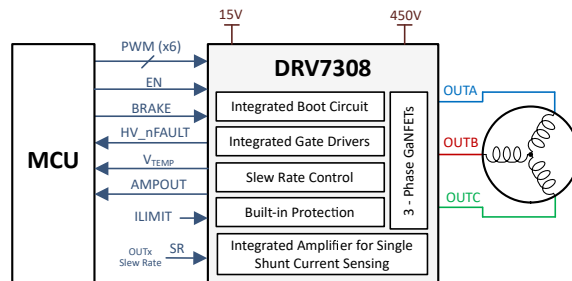 15V
450V
MCU
PWM (x6)
EN
BRAKE
HV_nFAULT
VTEMP
AMPOUT
ILIMIT
OUTx
Slew Rate
SR
DRV7308
Integrated Boot Circuit
Integrated Gate Drivers
Slew Rate Control
Built-in Protection
3 - Phase GaNFETs
Integrated Amplifier for Single
Shunt Current Sensing
OUTA
OUTB
OUTC